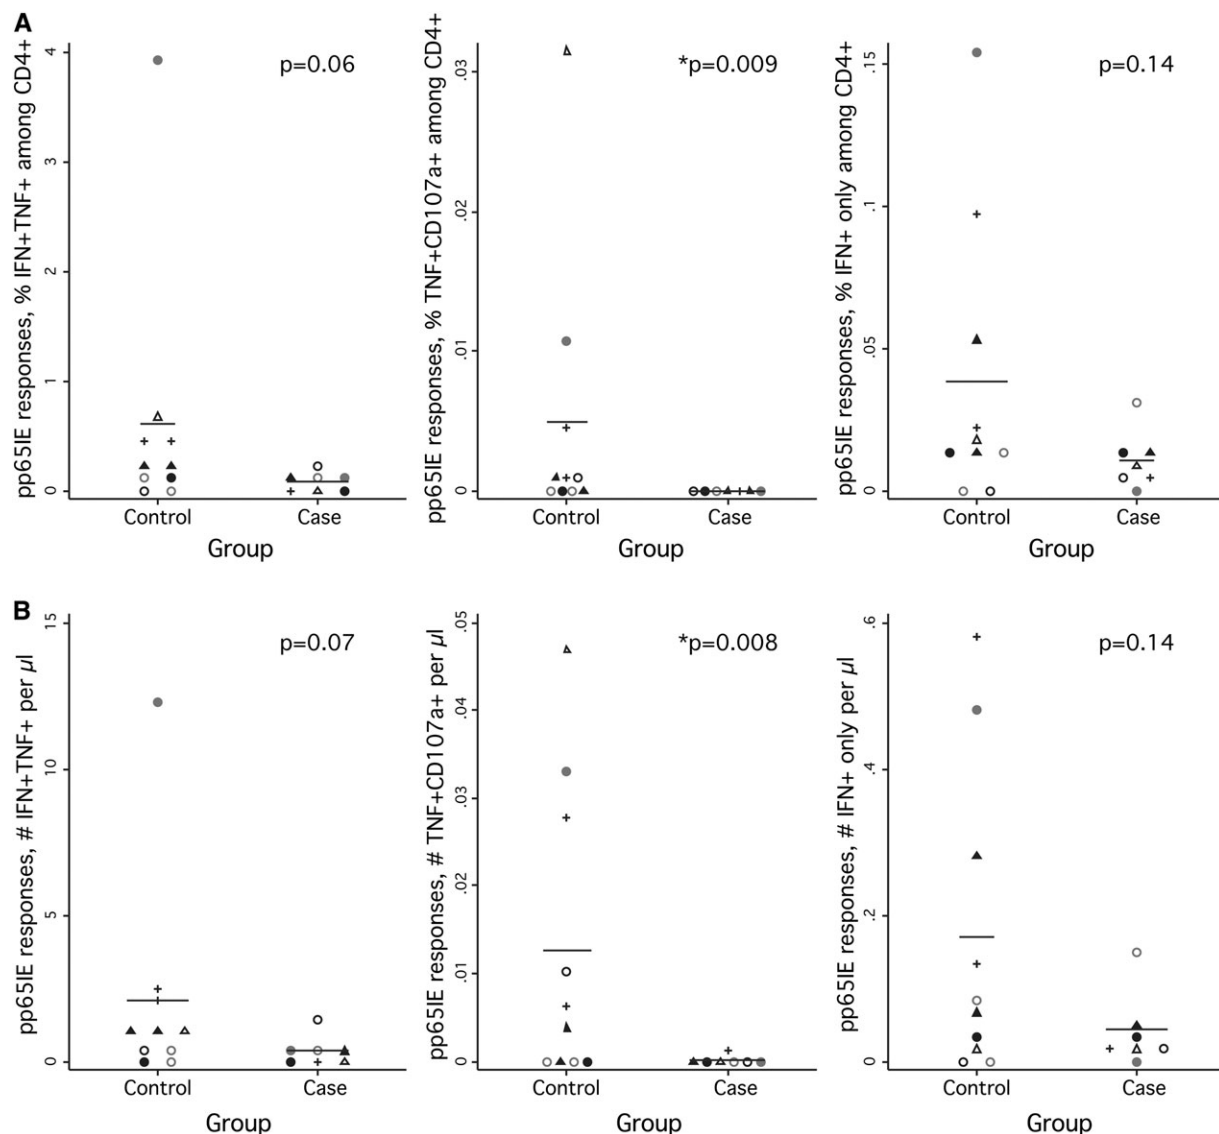 A
pp65IE responses, % IFN+TNF+ among CD4+
4
3
2
1
0
p=0.06
Control
Case
Group
pp65IE responses, % TNF+CD107a+ among CD4+
.03
.02
.01
0
*p=0.009
Control
Case
Group
pp65IE responses, % IFN+ only among CD4+
.15
.1
.05
0
p=0.14
Control
Case
Group
B
pp65IE responses, # IFN+TNF+ per µl
15
10
5
0
p=0.07
Control
Case
Group
pp65IE responses, # TNF+CD107a+ per µl
.05
.04
.03
.02
.01
0
*p=0.008
Control
Case
Group
pp65IE responses, # IFN+ only per µl
.6
.4
.2
0
p=0.14
Control
Case
Group